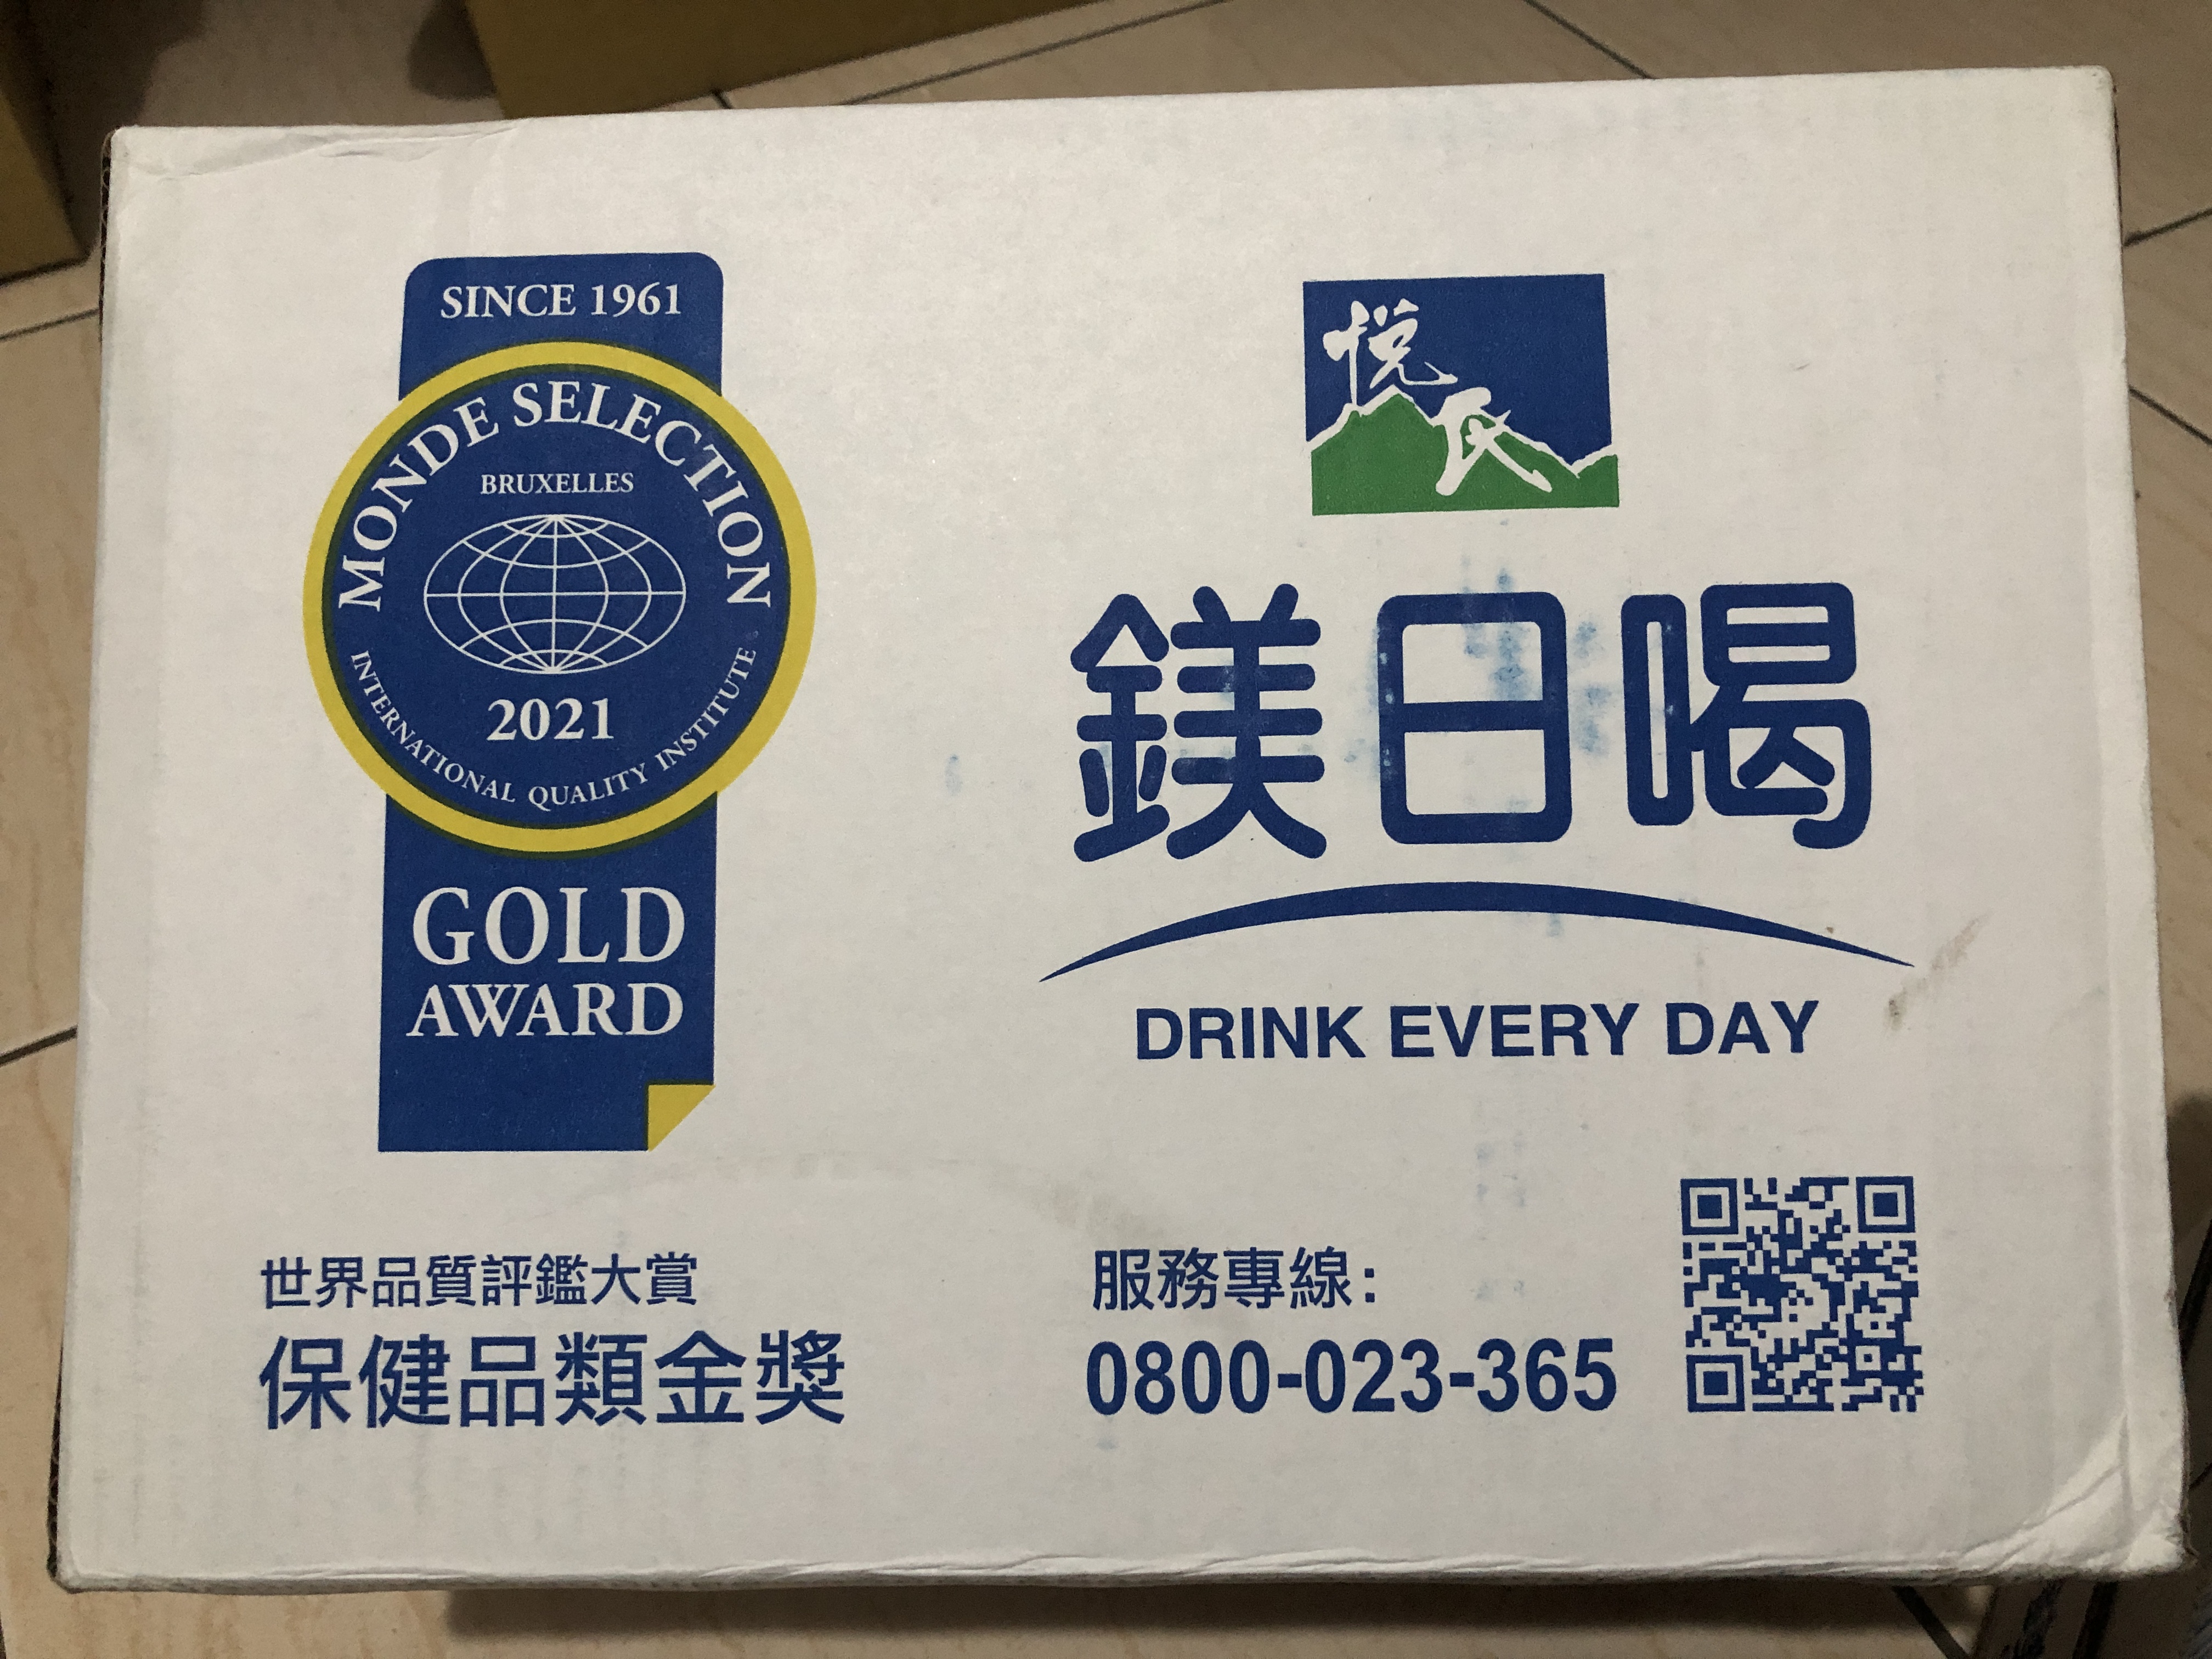 SINCE 1961
MONDE SELECTION
BRUXELLES
2021
INTERNATIONAL QUALITY INSTITUTE
GOLD
AWARD
世界品質評鑑大賞
保健品類金獎
悅氏
鎂日喝
DRINK EVERY DAY
服務專線:
0800-023-365